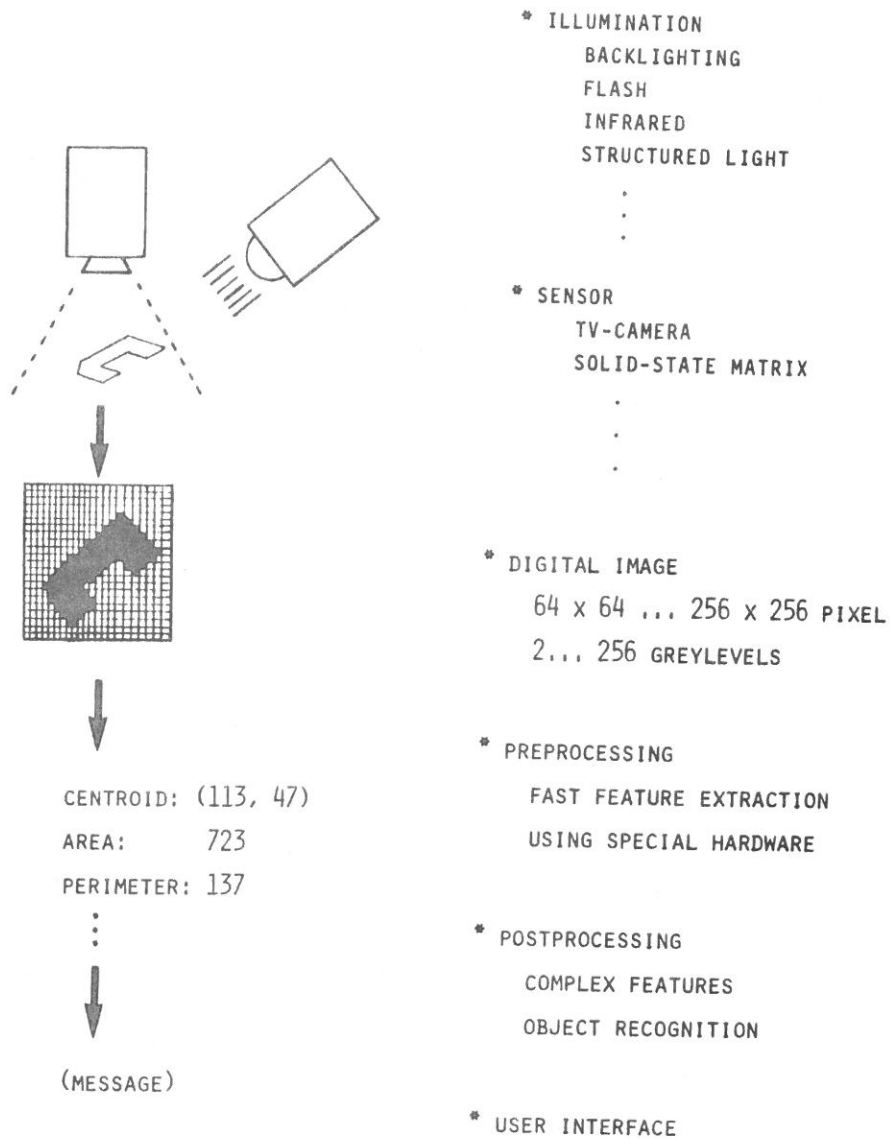 * ILLUMINATION
BACKLIGHTING
FLASH
INFRARED
STRUCTURED LIGHT
.
.
.
* SENSOR
TV-CAMERA
SOLID-STATE MATRIX
.
.
.
* DIGITAL IMAGE
64 x 64 ... 256 x 256 PIXEL
2... 256 GREYLEVELS
* PREPROCESSING
FAST FEATURE EXTRACTION
USING SPECIAL HARDWARE
CENTROID: (113, 47)
AREA: 723
PERIMETER: 137
* POSTPROCESSING
COMPLEX FEATURES
OBJECT RECOGNITION
(MESSAGE)
* USER INTERFACE